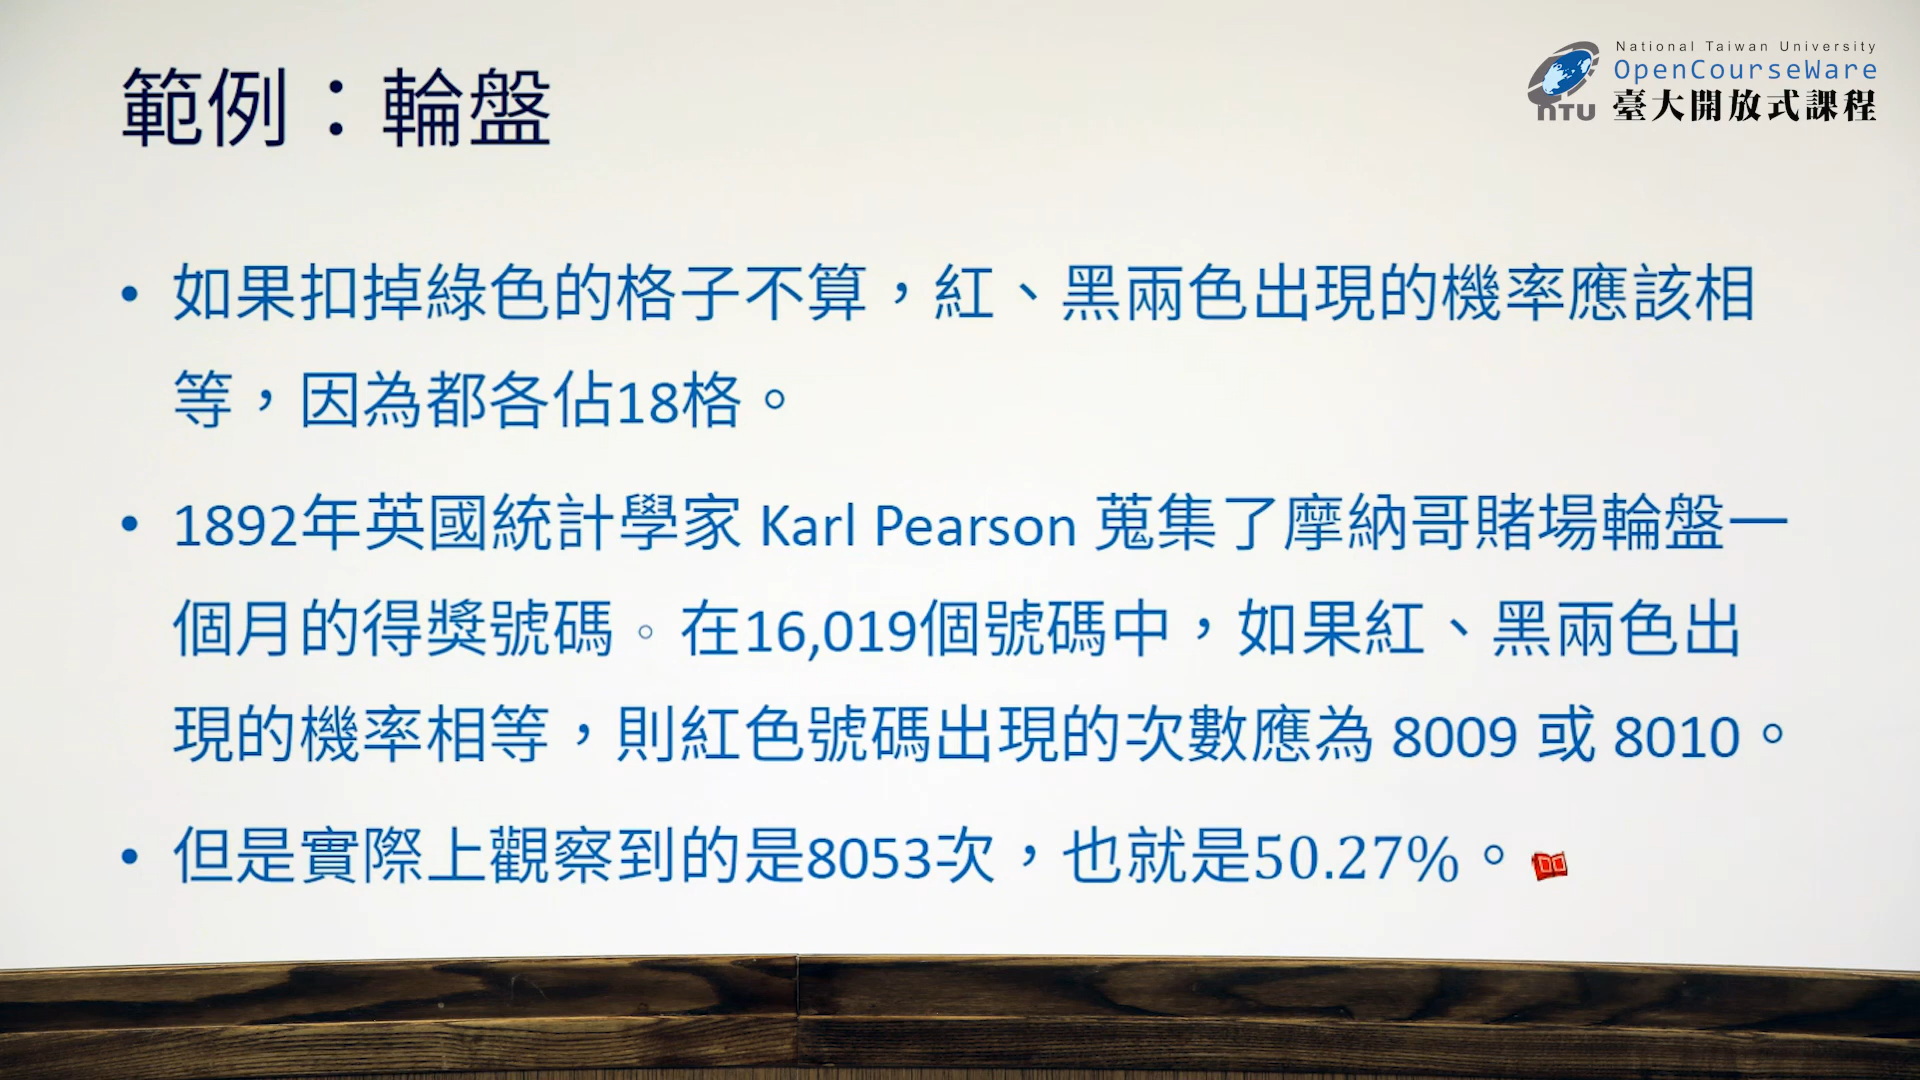 範例：輪盤
National Taiwan University
OpenCourseWare
NTU
臺大開放式課程
• 如果扣掉綠色的格子不算，紅、黑兩色出現的機率應該相
等，因為都各佔18格。
• 1892年英國統計學家 Karl Pearson 蒐集了摩納哥賭場輪盤一
個月的得獎號碼。在16,019個號碼中，如果紅、黑兩色出
現的機率相等，則紅色號碼出現的次數應為 8009 或 8010。
• 但是實際上觀察到的是8053次，也就是50.27%。